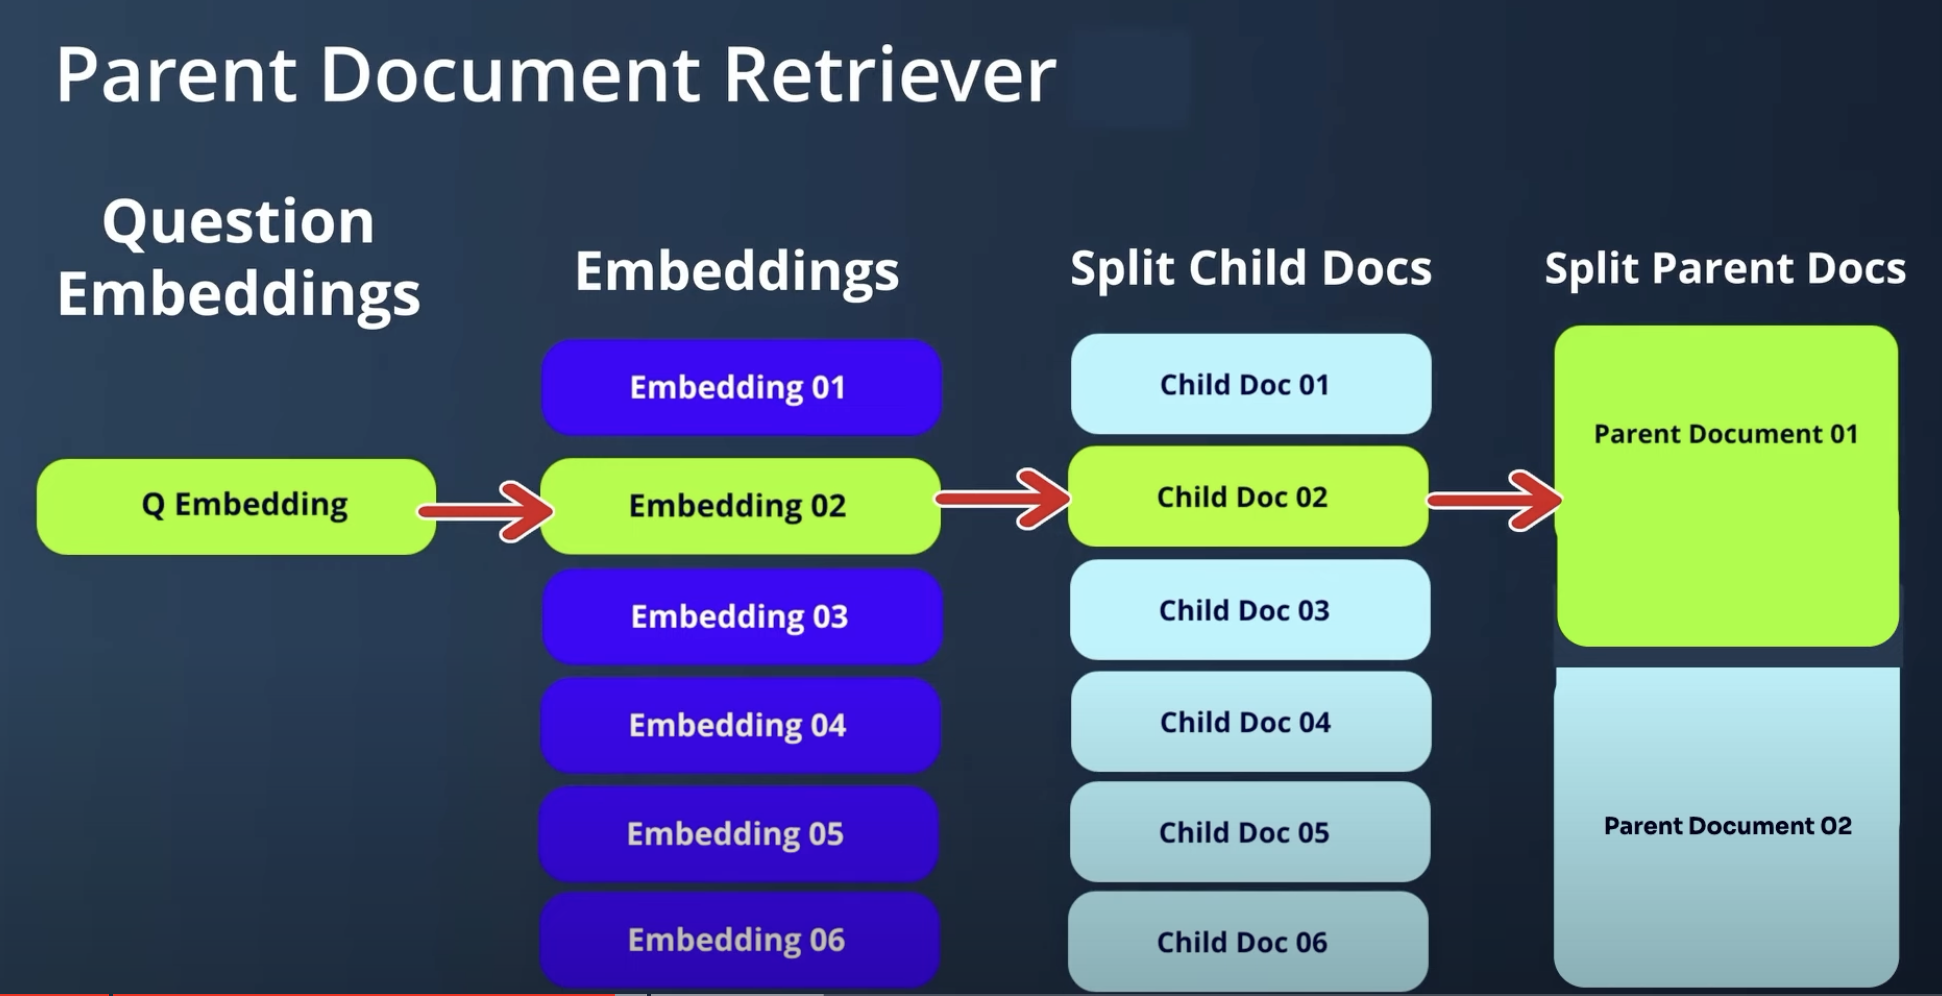 Parent Document Retriever
Question
Embeddings
Embeddings
Split Child Docs
Split Parent Docs
Q Embedding
Embedding 01
Embedding 02
Embedding 03
Embedding 04
Embedding 05
Embedding 06
Child Doc 01
Child Doc 02
Child Doc 03
Child Doc 04
Child Doc 05
Child Doc 06
Parent Document 01
Parent Document 02